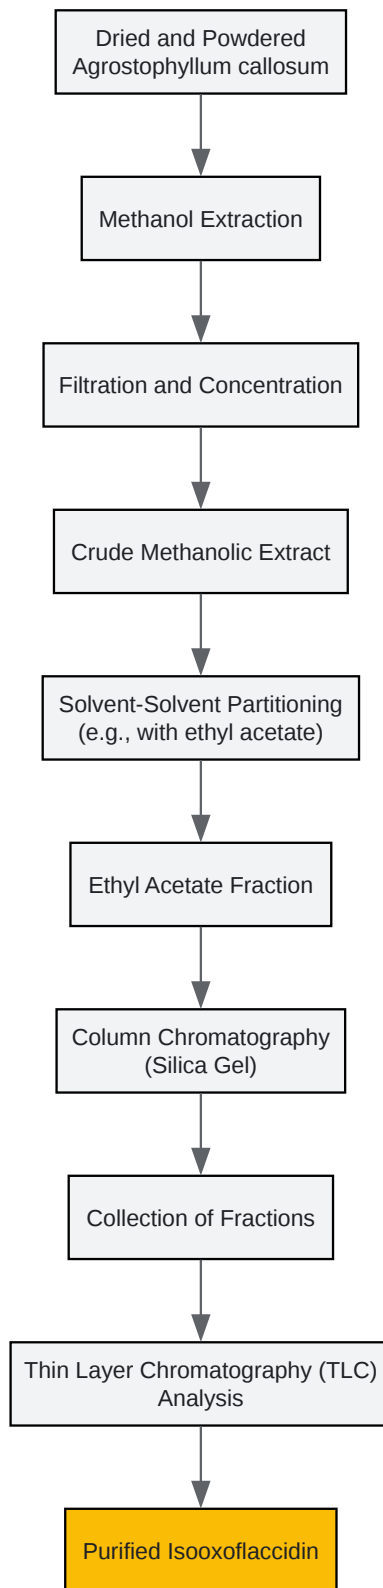 Dried and Powdered
Agrostophyllum callosum
Methanol Extraction
Filtration and Concentration
Crude Methanolic Extract
Solvent-Solvent Partitioning
(e.g., with ethyl acetate)
Ethyl Acetate Fraction
Column Chromatography
(Silica Gel)
Collection of Fractions
Thin Layer Chromatography (TLC)
Analysis
Purified Isooxoflaccidin